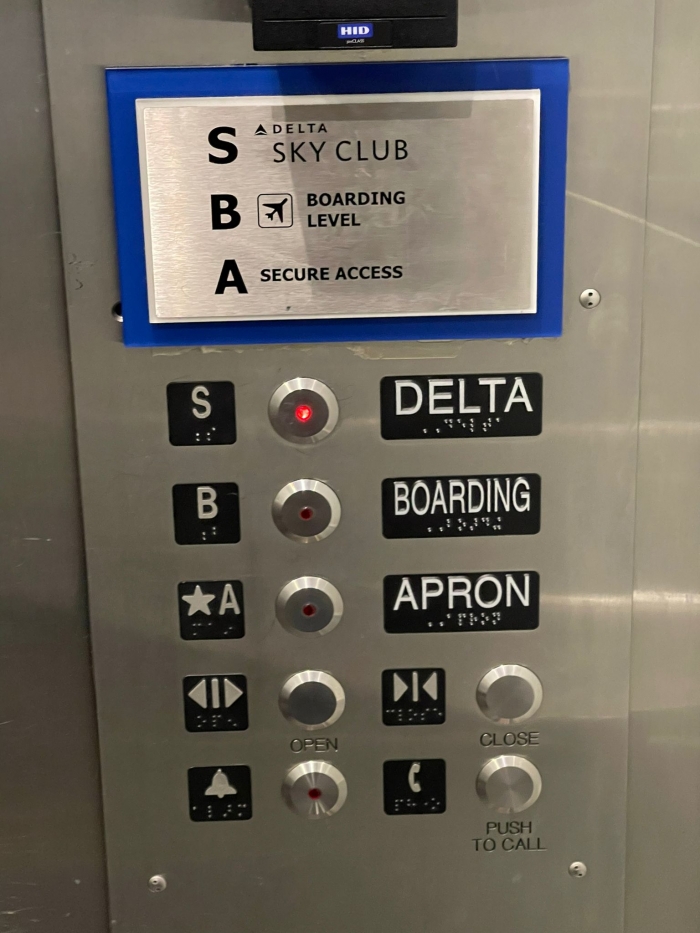 HID
S DELTA
SKY CLUB
B BOARDING
LEVEL
A SECURE ACCESS
S DELTA
B BOARDING
★A APRON
OPEN CLOSE
PUSH
TO CALL